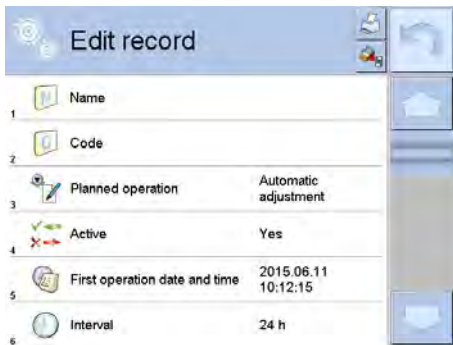 Edit record
1 Name
2 Code
3 Planned operation Automatic adjustment
4 Active Yes
5 First operation date and time 2015.06.11 10:12:15
6 Interval 24 h